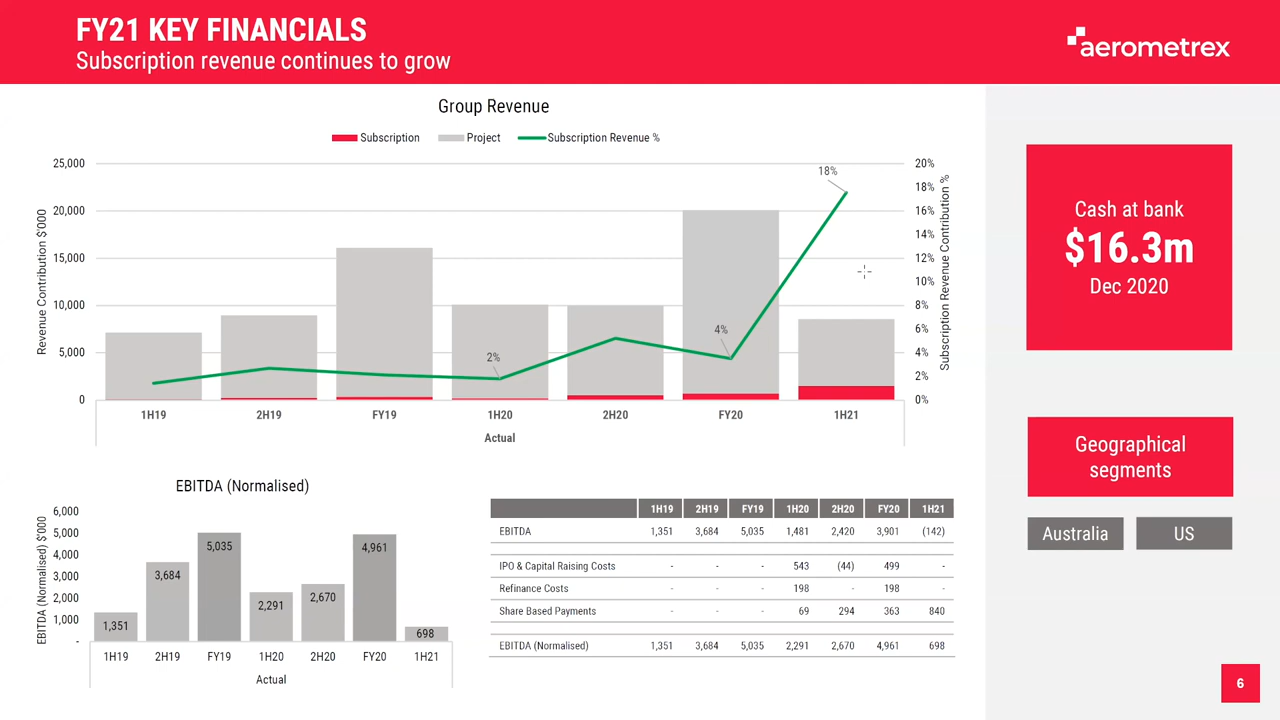 FY21 KEY FINANCIALS
Subscription revenue continues to grow
aerometrex
Group Revenue
Subscription Project Subscription Revenue %
Revenue Contribution $'000
25,000
20,000
15,000
10,000
5,000
0
18%
2%
4%
20%
18%
16%
14%
12%
10%
8%
6%
4%
2%
0%
Subscription Revenue Contribution %
1H19 2H19 FY19 1H20 2H20 FY20 1H21
Actual
Cash at bank
$16.3m
Dec 2020
Geographical
segments
Australia US
EBITDA (Normalised)
EBITDA (Normalised) $'000
6,000
5,000
4,000
3,000
2,000
1,000
-
1,351 3,684 5,035 2,291 2,670 4,961 698
1H19 2H19 FY19 1H20 2H20 FY20 1H21
Actual
1H19 2H19 FY19 1H20 2H20 FY20 1H21
EBITDA 1,351 3,684 5,035 1,481 2,420 3,901 (142)
IPO & Capital Raising Costs - - - 543 (44) 499 -
Refinance Costs - - - 198 - 198 -
Share Based Payments - - - 69 294 363 840
EBITDA (Normalised) 1,351 3,684 5,035 2,291 2,670 4,961 698
6